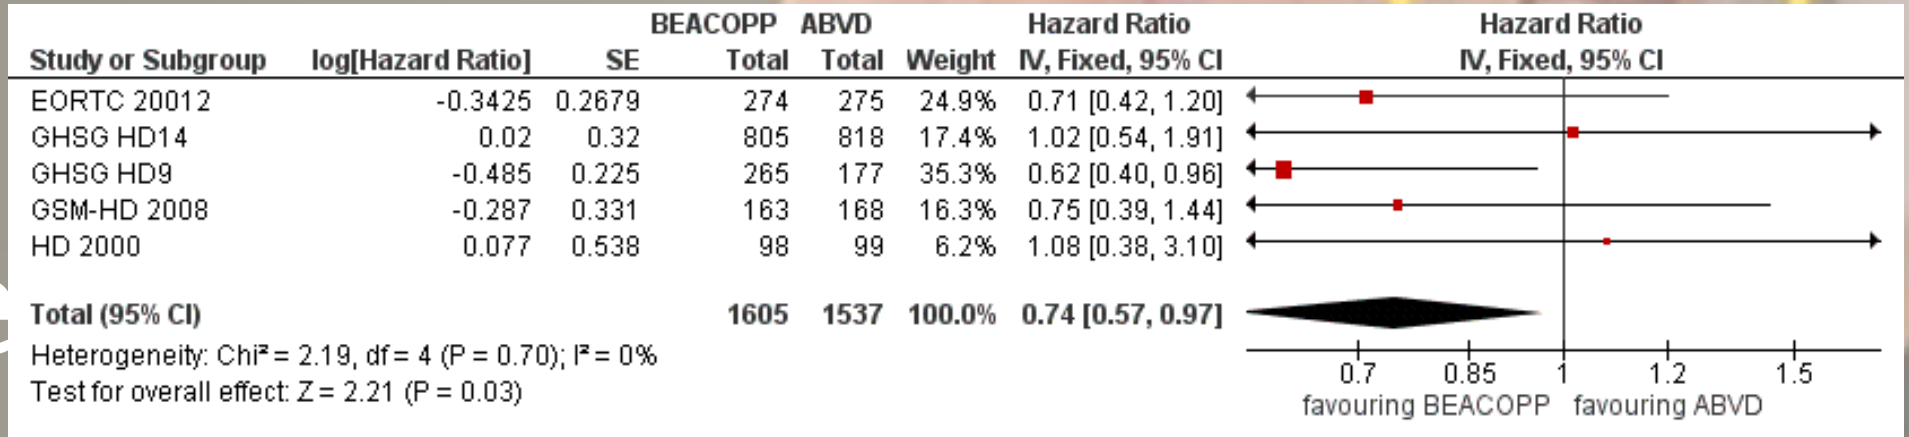 BEACOPP ABVD Hazard Ratio Hazard Ratio
Study or Subgroup log[Hazard Ratio] SE Total Total Weight IV, Fixed, 95% CI IV, Fixed, 95% CI
EORTC 20012 -0.3425 0.2679 274 275 24.9% 0.71 [0.42, 1.20]
GHSG HD14 0.02 0.32 805 818 17.4% 1.02 [0.54, 1.91]
GHSG HD9 -0.485 0.225 265 177 35.3% 0.62 [0.40, 0.96]
GSM-HD 2008 -0.287 0.331 163 168 16.3% 0.75 [0.39, 1.44]
HD 2000 0.077 0.538 98 99 6.2% 1.08 [0.38, 3.10]
Total (95% CI) 1605 1537 100.0% 0.74 [0.57, 0.97]
Heterogeneity: Chi² = 2.19, df = 4 (P = 0.70); I² = 0%
Test for overall effect: Z = 2.21 (P = 0.03)
0.7 0.85 1 1.2 1.5
favouring BEACOPP favouring ABVD